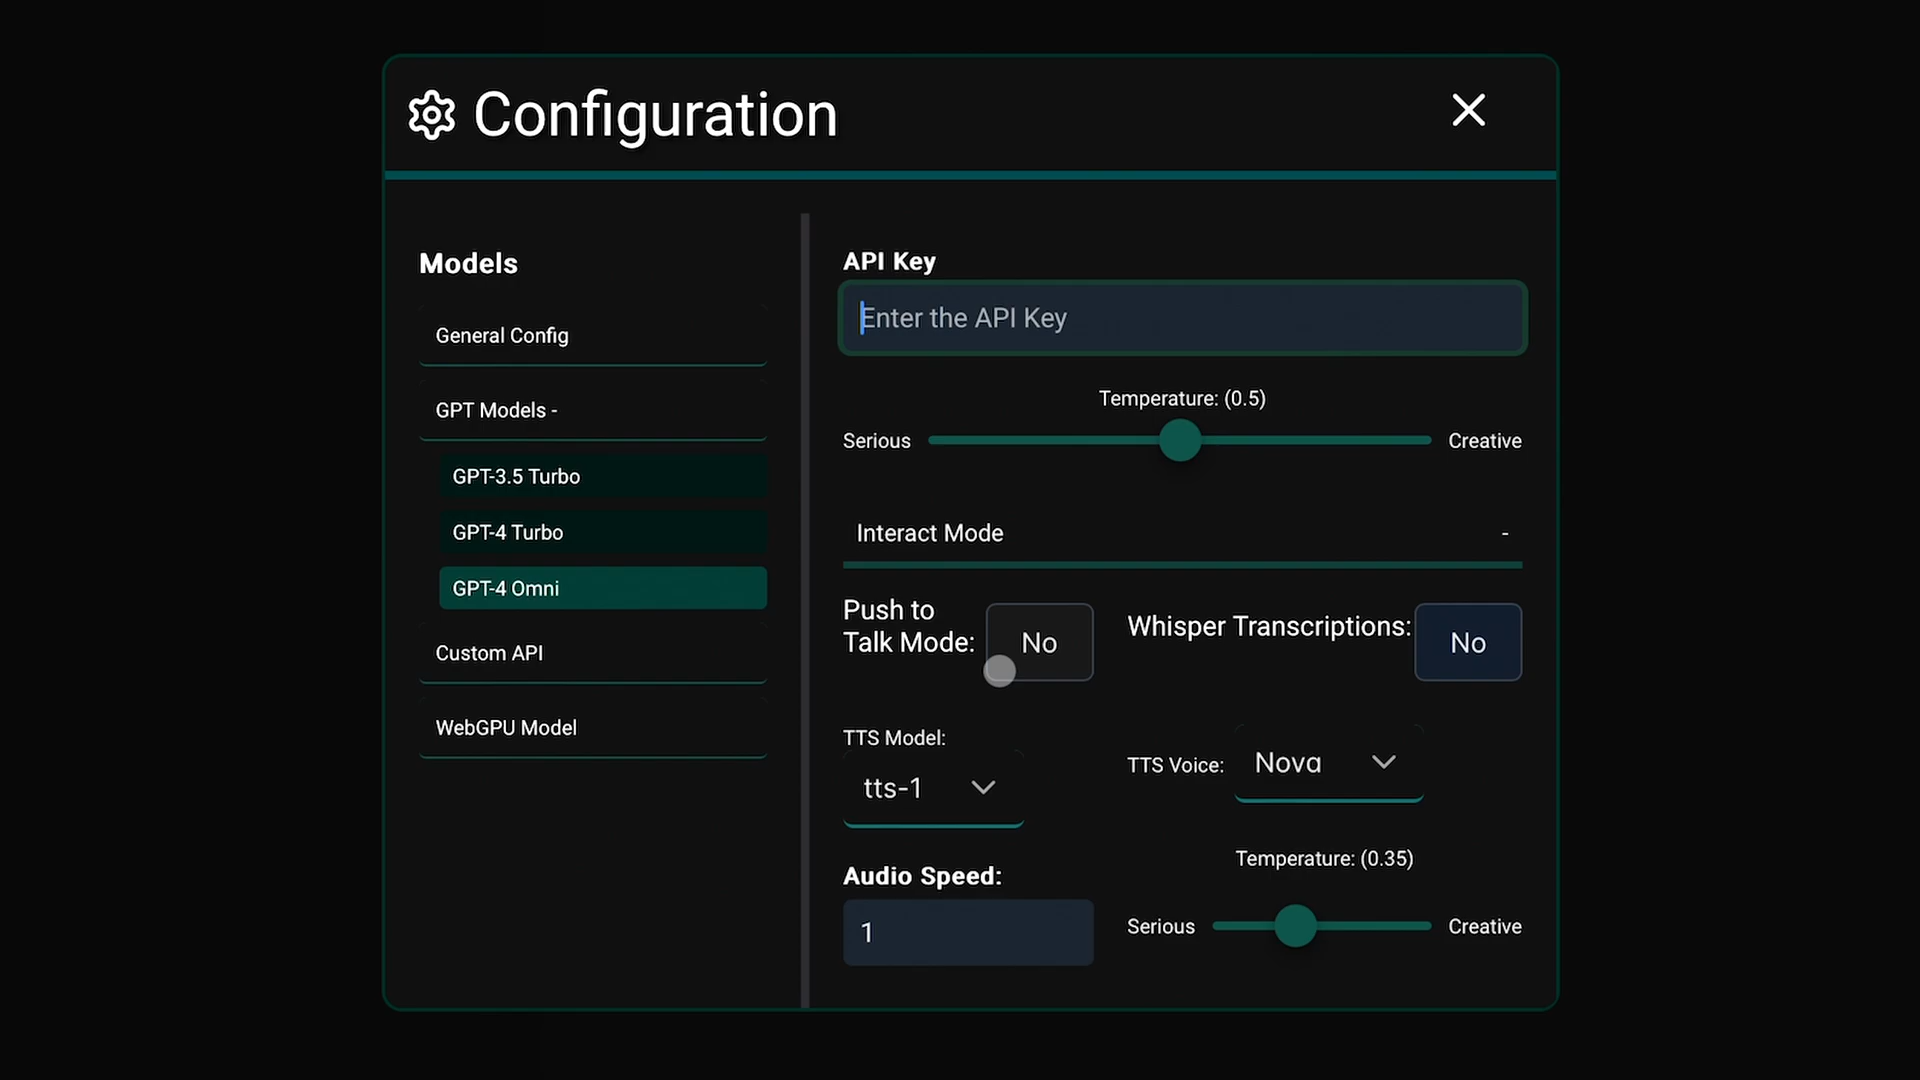 Configuration
Models
General Config
GPT Models -
GPT-3.5 Turbo
GPT-4 Turbo
GPT-4 Omni
Custom API
WebGPU Model
API Key
Enter the API Key
Temperature: (0.5)
Serious
Creative
Interact Mode
-
Push to
Talk Mode:
No
Whisper Transcriptions:
No
TTS Model:
tts-1
TTS Voice:
Nova
Audio Speed:
1
Temperature: (0.35)
Serious
Creative